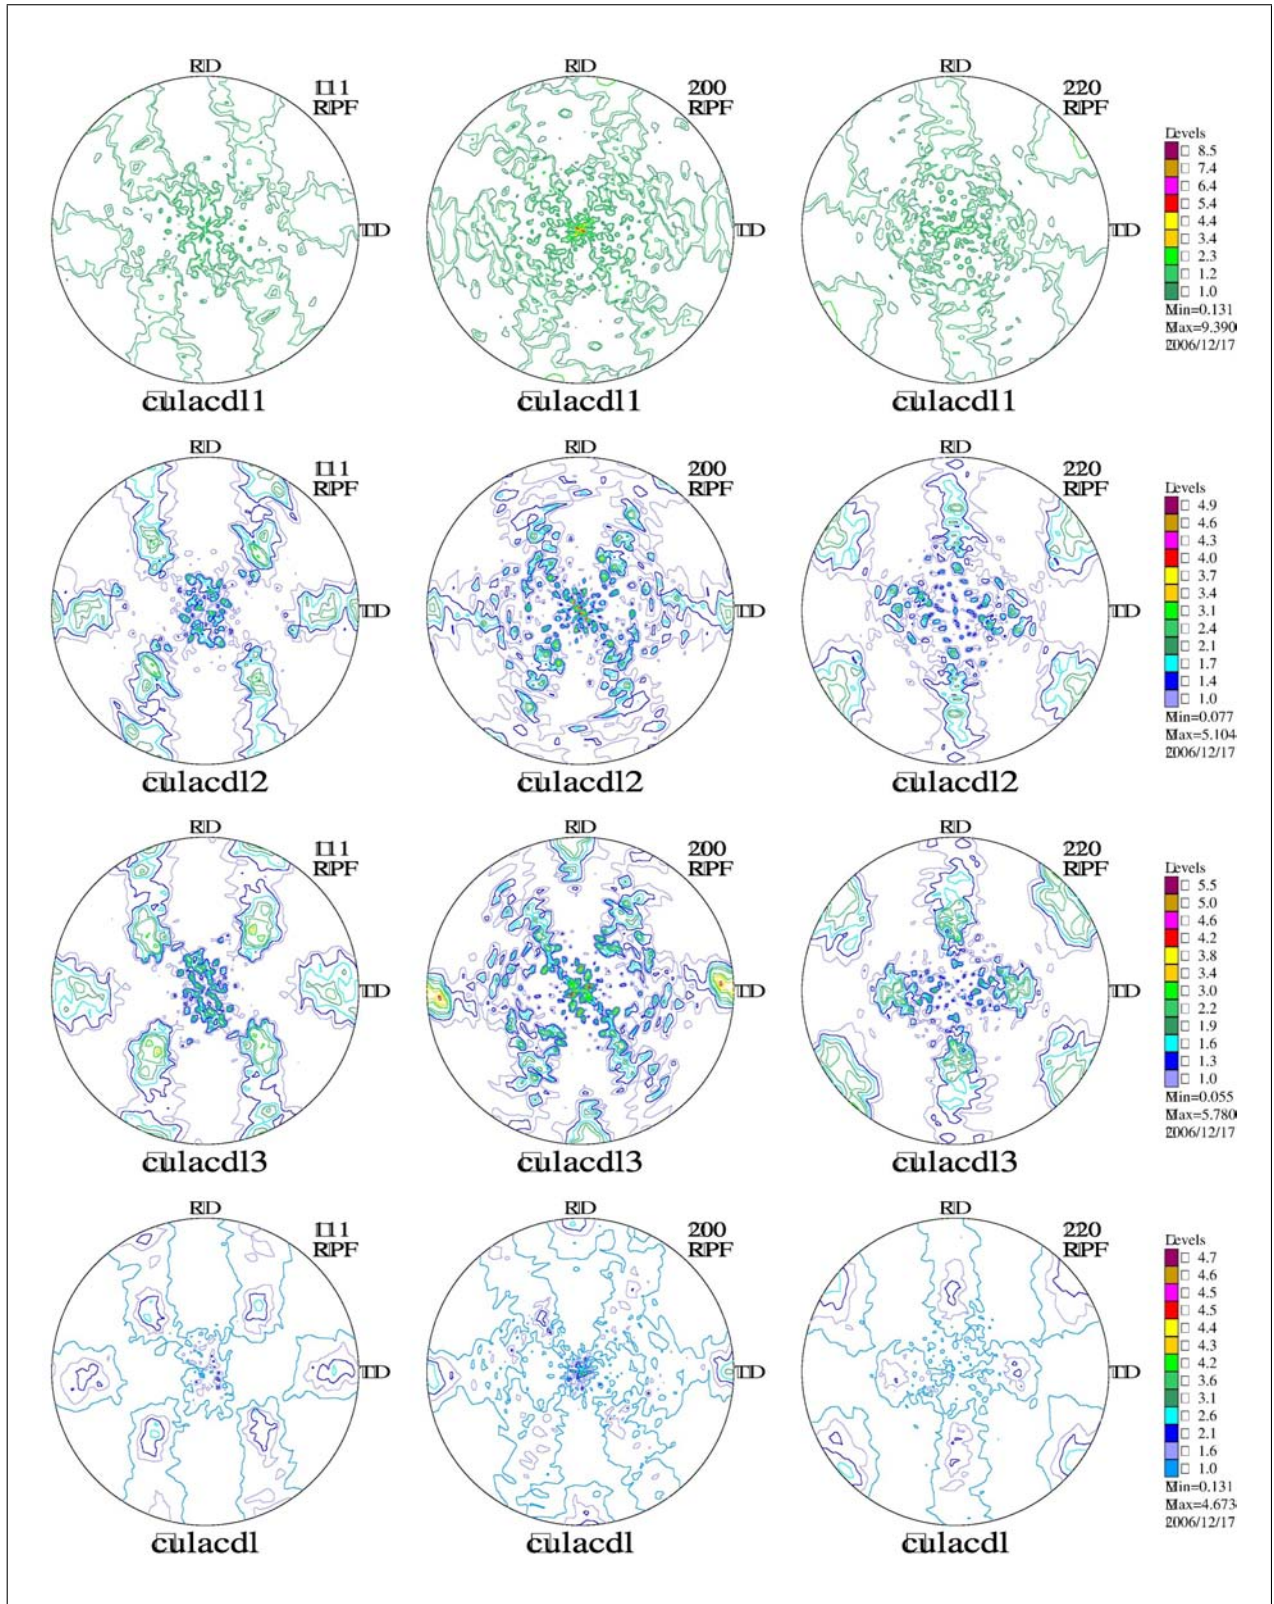 RD
111
RPF
TD
culacdl1
RD
200
RPF
TD
culacdl1
RD
220
RPF
TD
culacdl1
Levels
8.5
7.4
6.4
5.4
4.4
3.4
2.3
1.2
1.0
Min=0.131
Max=9.390
2006/12/17
RD
111
RPF
TD
culacdl2
RD
200
RPF
TD
culacdl2
RD
220
RPF
TD
culacdl2
Levels
4.9
4.6
4.3
4.0
3.7
3.4
3.1
2.4
2.1
1.7
1.4
1.0
Min=0.077
Max=5.104
2006/12/17
RD
111
RPF
TD
culacdl3
RD
200
RPF
TD
culacdl3
RD
220
RPF
TD
culacdl3
Levels
5.5
5.0
4.6
4.2
3.8
3.4
3.0
2.2
1.9
1.6
1.3
1.0
Min=0.055
Max=5.780
2006/12/17
RD
111
RPF
TD
culacdl
RD
200
RPF
TD
culacdl
RD
220
RPF
TD
culacdl
Levels
4.7
4.6
4.5
4.5
4.4
4.3
4.2
3.6
3.1
2.6
2.1
1.6
1.0
Min=0.131
Max=4.673
2006/12/17